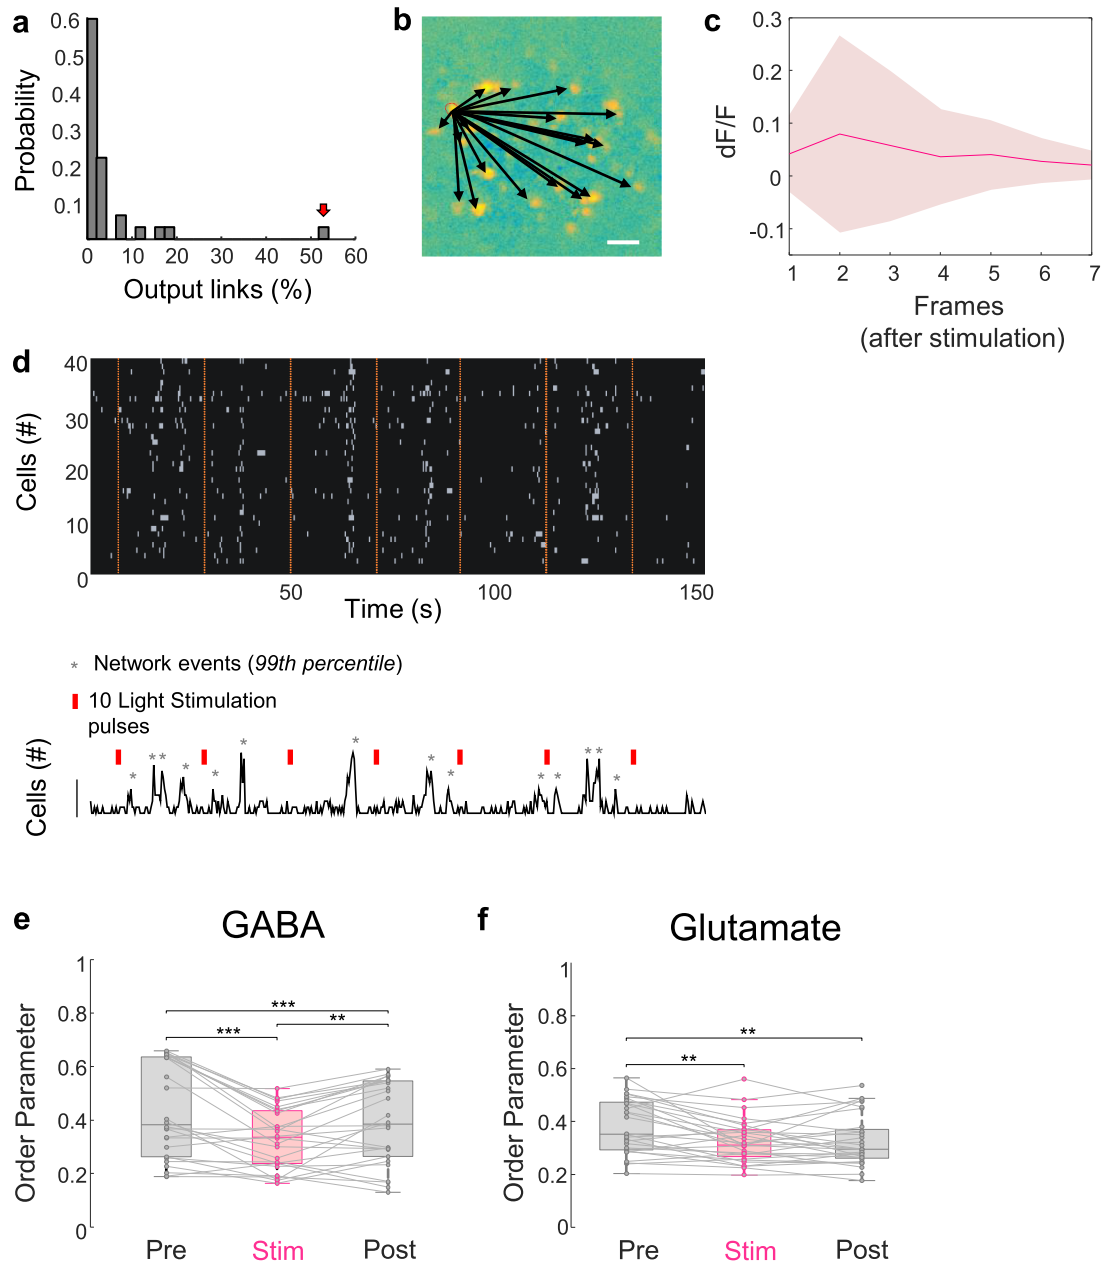 a
0.6
0.5
0.4
0.3
0.2
0.1
Probability
0 10 20 30 40 50 60
Output links (%)
b
c
0.3
0.2
0.1
0
-0.1
dF/F
1 2 3 4 5 6 7
Frames
(after stimulation)
d
40
30
20
10
0
Cells (#)
50 100 150
Time (s)
* Network events (99th percentile)
10 Light Stimulation
pulses
* * * * * * * * * * * * * *
Cells (#)
e
GABA
1
0.8
0.6
0.4
0.2
0
Order Parameter
***
*** **
Pre Stim Post
f
Glutamate
1
0.8
0.6
0.4
0.2
0
Order Parameter
**
**
Pre Stim Post